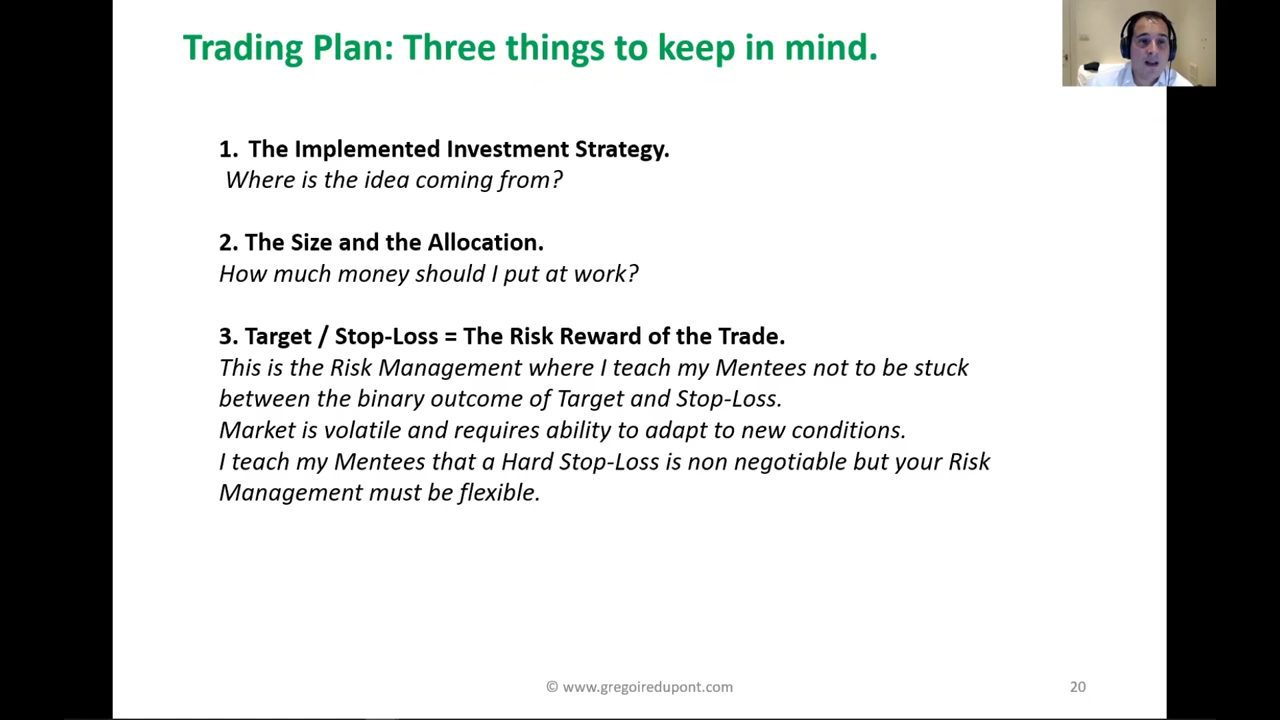 Trading Plan: Three things to keep in mind.
1. The Implemented Investment Strategy.
Where is the idea coming from?
2. The Size and the Allocation.
How much money should I put at work?
3. Target / Stop-Loss = The Risk Reward of the Trade.
This is the Risk Management where I teach my Mentees not to be stuck
between the binary outcome of Target and Stop-Loss.
Market is volatile and requires ability to adapt to new conditions.
I teach my Mentees that a Hard Stop-Loss is non negotiable but your Risk
Management must be flexible.
© www.gregoiredupont.com
20